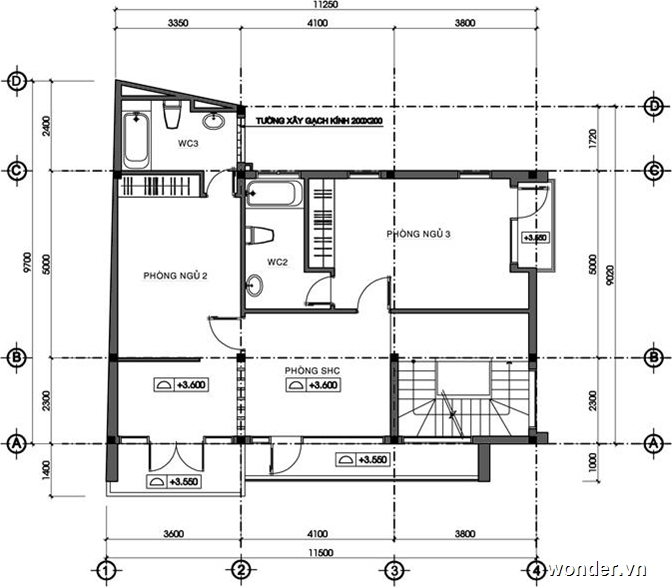 11250
3350 4100 3800
D D
TƯỜNG XÂY GẠCH KÍNH 200X200
2400 1720
WC3
C C
PHÒNG NGỦ 3
+3.550
WC2
PHÒNG NGỦ 2
9700 5000 5000 9020
B B
PHÒNG SHC
+3.600 +3.600
2300 2300
A A
+3.550
1400 1000
+3.550
3600 4100 3800
11500
1 2 3 4
wonder.vn